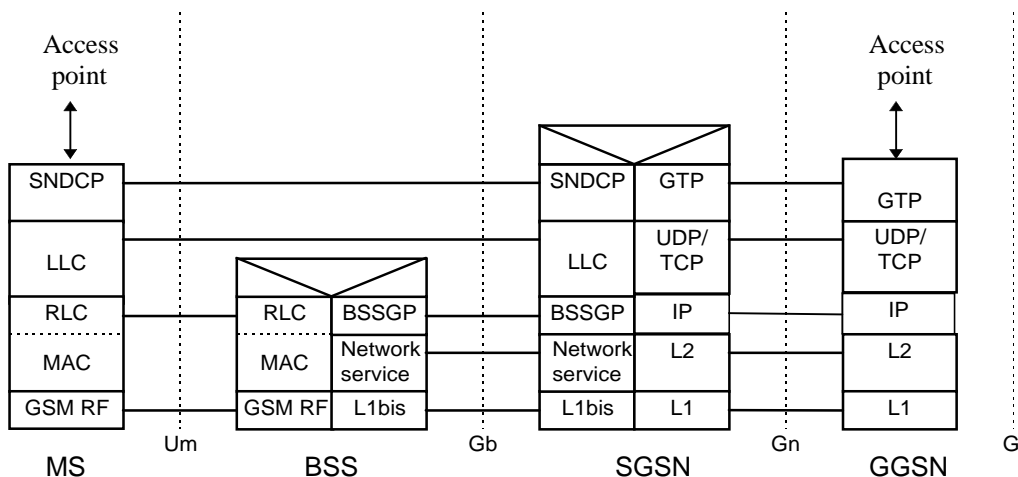 Access point
Access point
SNDCP
SNDCP
GTP
GTP
LLC
LLC
UDP/
TCP
UDP/
TCP
RLC
RLC
BSSGP
BSSGP
IP
IP
MAC
MAC
Network
service
Network
service
L2
L2
GSM RF
GSM RF
L1bis
L1bis
L1
L1
Um
Gb
Gn
G
MS
BSS
SGSN
GGSN